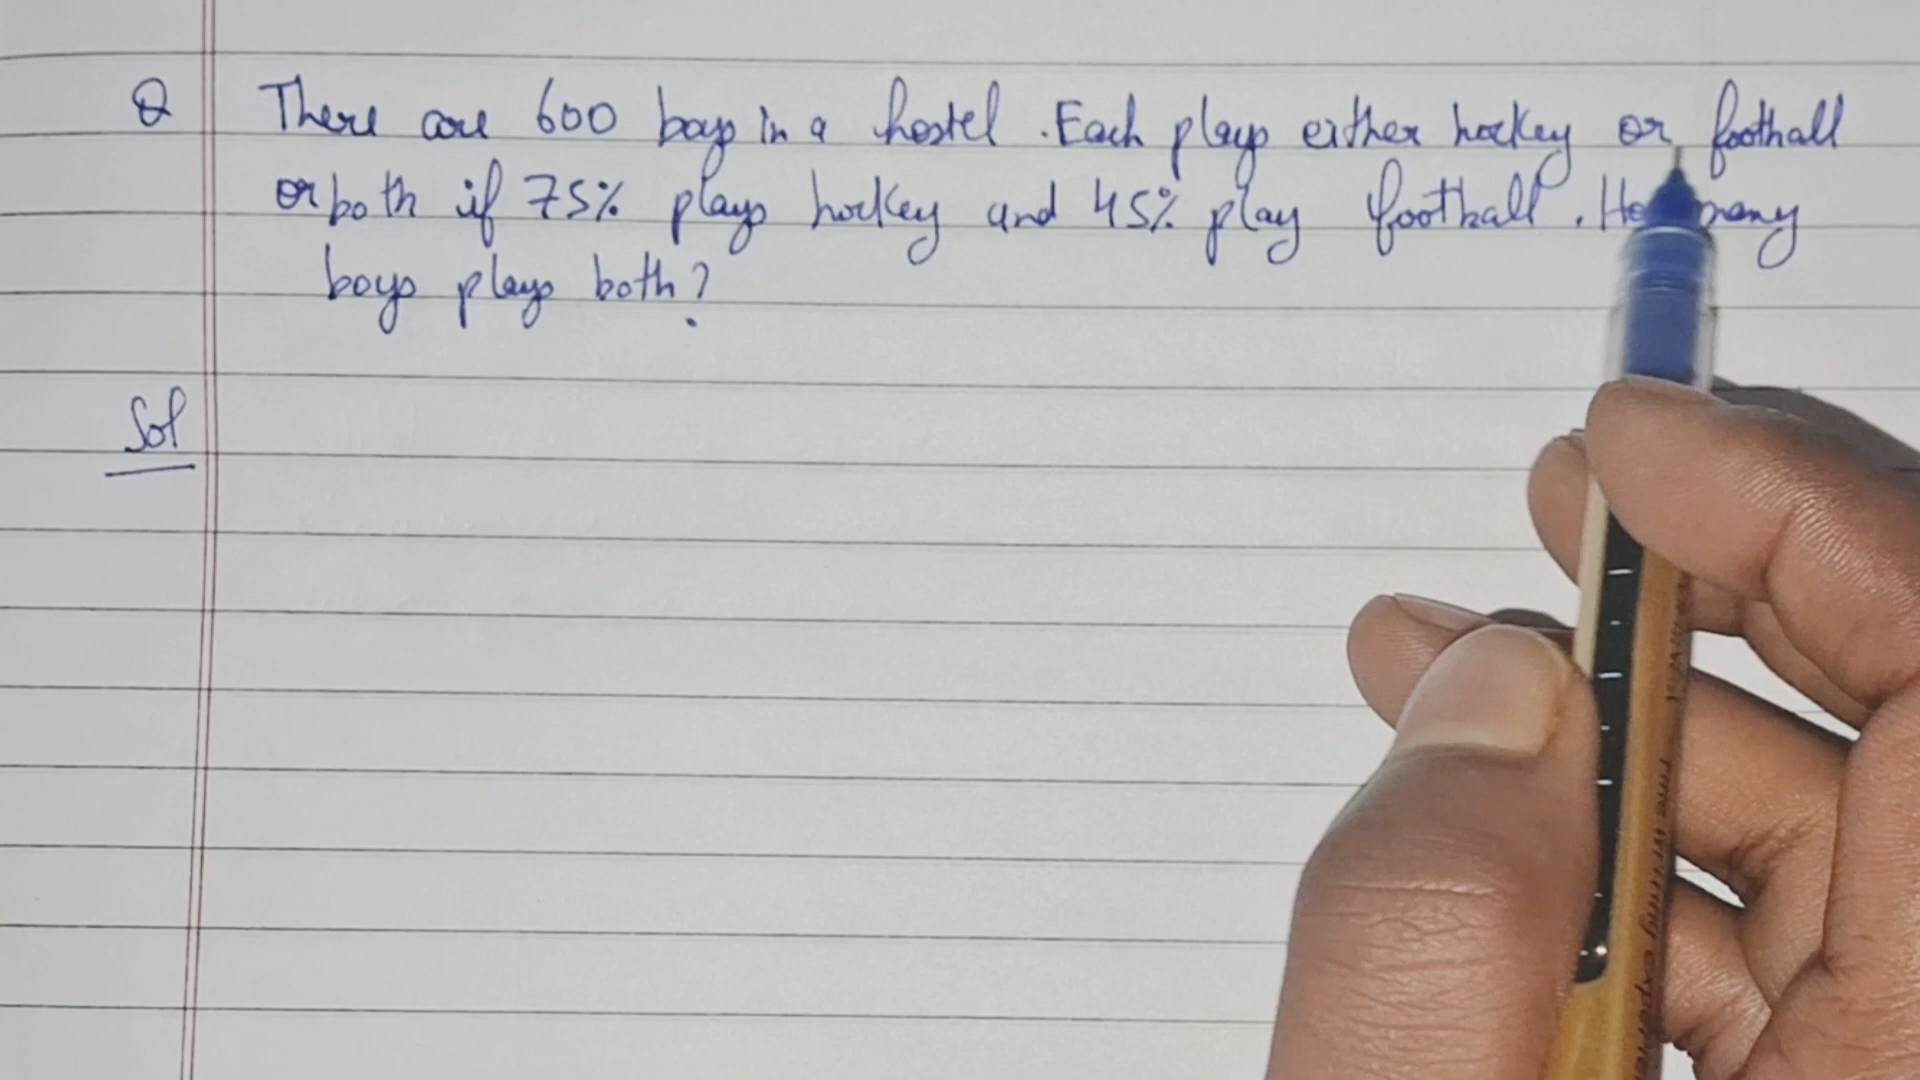 Q There are 600 boys in a hostel . Each plays either hockey or football
or both if 75% plays hockey and 45% play football . many
boys plays both ?
Sol